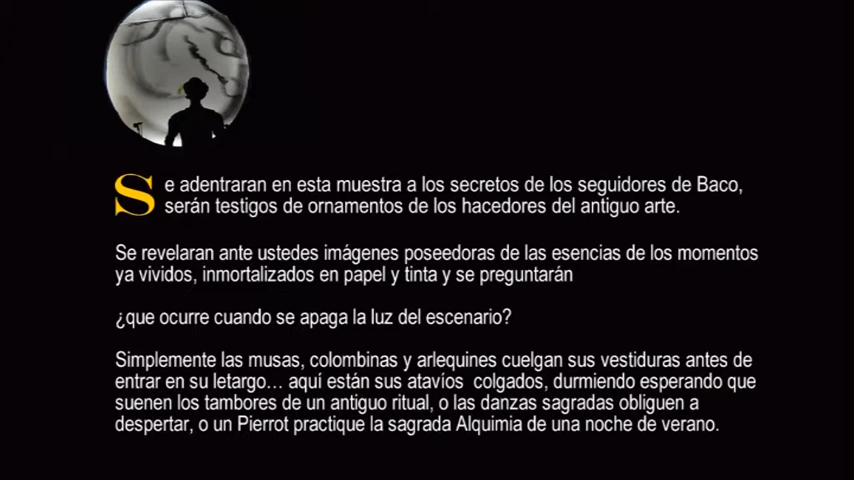 Se adentraran en esta muestra a los secretos de los seguidores de Baco,
serán testigos de ornamentos de los hacedores del antiguo arte.
Se revelaran ante ustedes imágenes poseedoras de las esencias de los momentos
ya vividos, inmortalizados en papel y tinta y se preguntarán
¿que ocurre cuando se apaga la luz del escenario?
Simplemente las musas, colombinas y arlequines cuelgan sus vestiduras antes de
entrar en su letargo... aquí están sus atavíos colgados, durmiendo esperando que
suenen los tambores de un antiguo ritual, o las danzas sagradas obliguen a
despertar, o un Pierrot practique la sagrada Alquimia de una noche de verano.